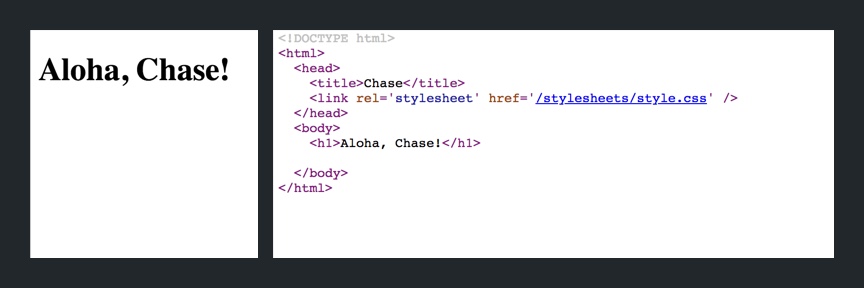 Aloha, Chase!
<!DOCTYPE html>
<html>
  <head>
    <title>Chase</title>
    <link rel='stylesheet' href='/stylesheets/style.css' />
  </head>
  <body>
    <h1>Aloha, Chase!</h1>
  </body>
</html>